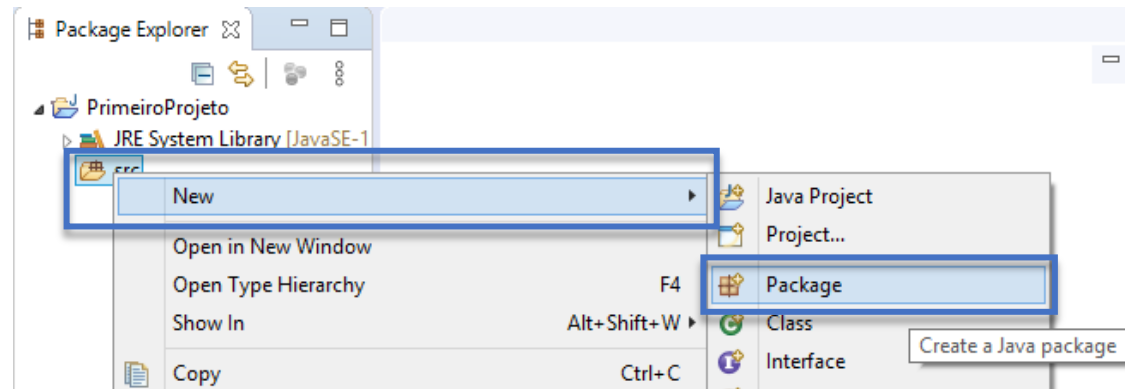 Package Explorer
PrimeiroProjeto
JRE System Library [JavaSE-1
src
New
Java Project
Project...
Open in New Window
Open Type Hierarchy F4
Package
Show In Alt+Shift+W
Class
Create a Java package
Interface
Copy Ctrl+C